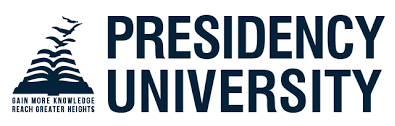 PRESIDENCY
UNIVERSITY
GAIN MORE KNOWLEDGE
REACH GREATER HEIGHTS